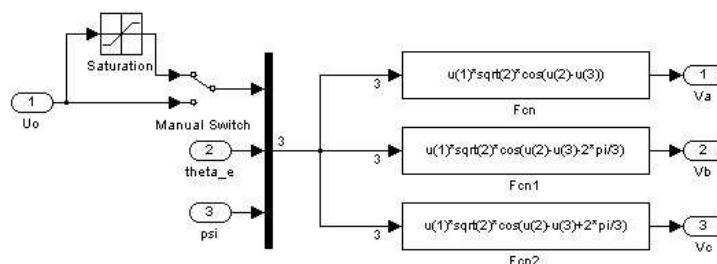 Saturation
1
Uo
Manual Switch
2
theta_e
3
psi
3
3
u(1)*sqrt(2)*cos(u(2)-u(3))
Fcn
1
Va
3
u(1)*sqrt(2)*cos(u(2)-u(3)-2*pi/3)
Fcn1
2
Vb
3
u(1)*sqrt(2)*cos(u(2)-u(3)+2*pi/3)
Fcn2
3
Vc